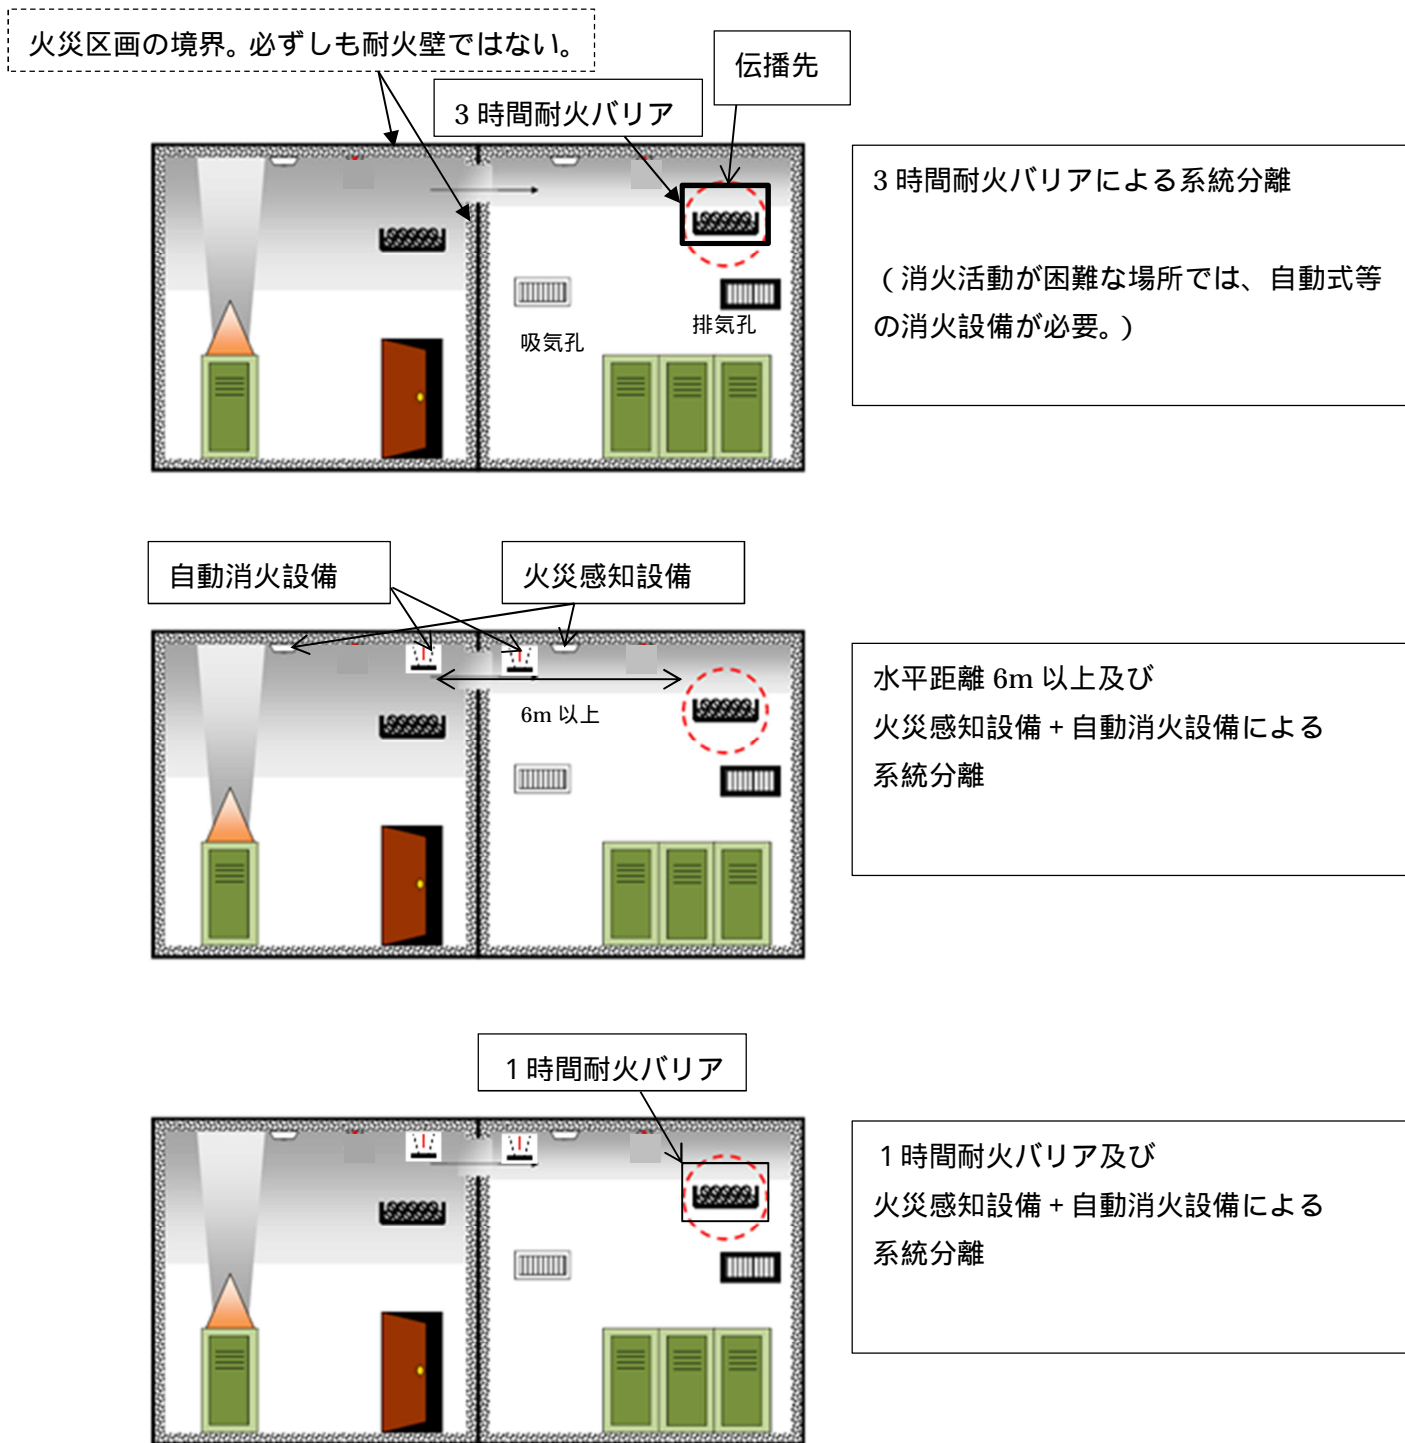 火災区画の境界。必ずしも耐火壁ではない。
伝播先
3 時間耐火バリア
3 時間耐火バリアによる系統分離
(消火活動が困難な場所では、自動式等
の消火設備が必要。)
吸気孔
排気孔
自動消火設備
火災感知設備
6m 以上
水平距離 6m 以上及び
火災感知設備+自動消火設備による
系統分離
1 時間耐火バリア
1 時間耐火バリア及び
火災感知設備+自動消火設備による
系統分離